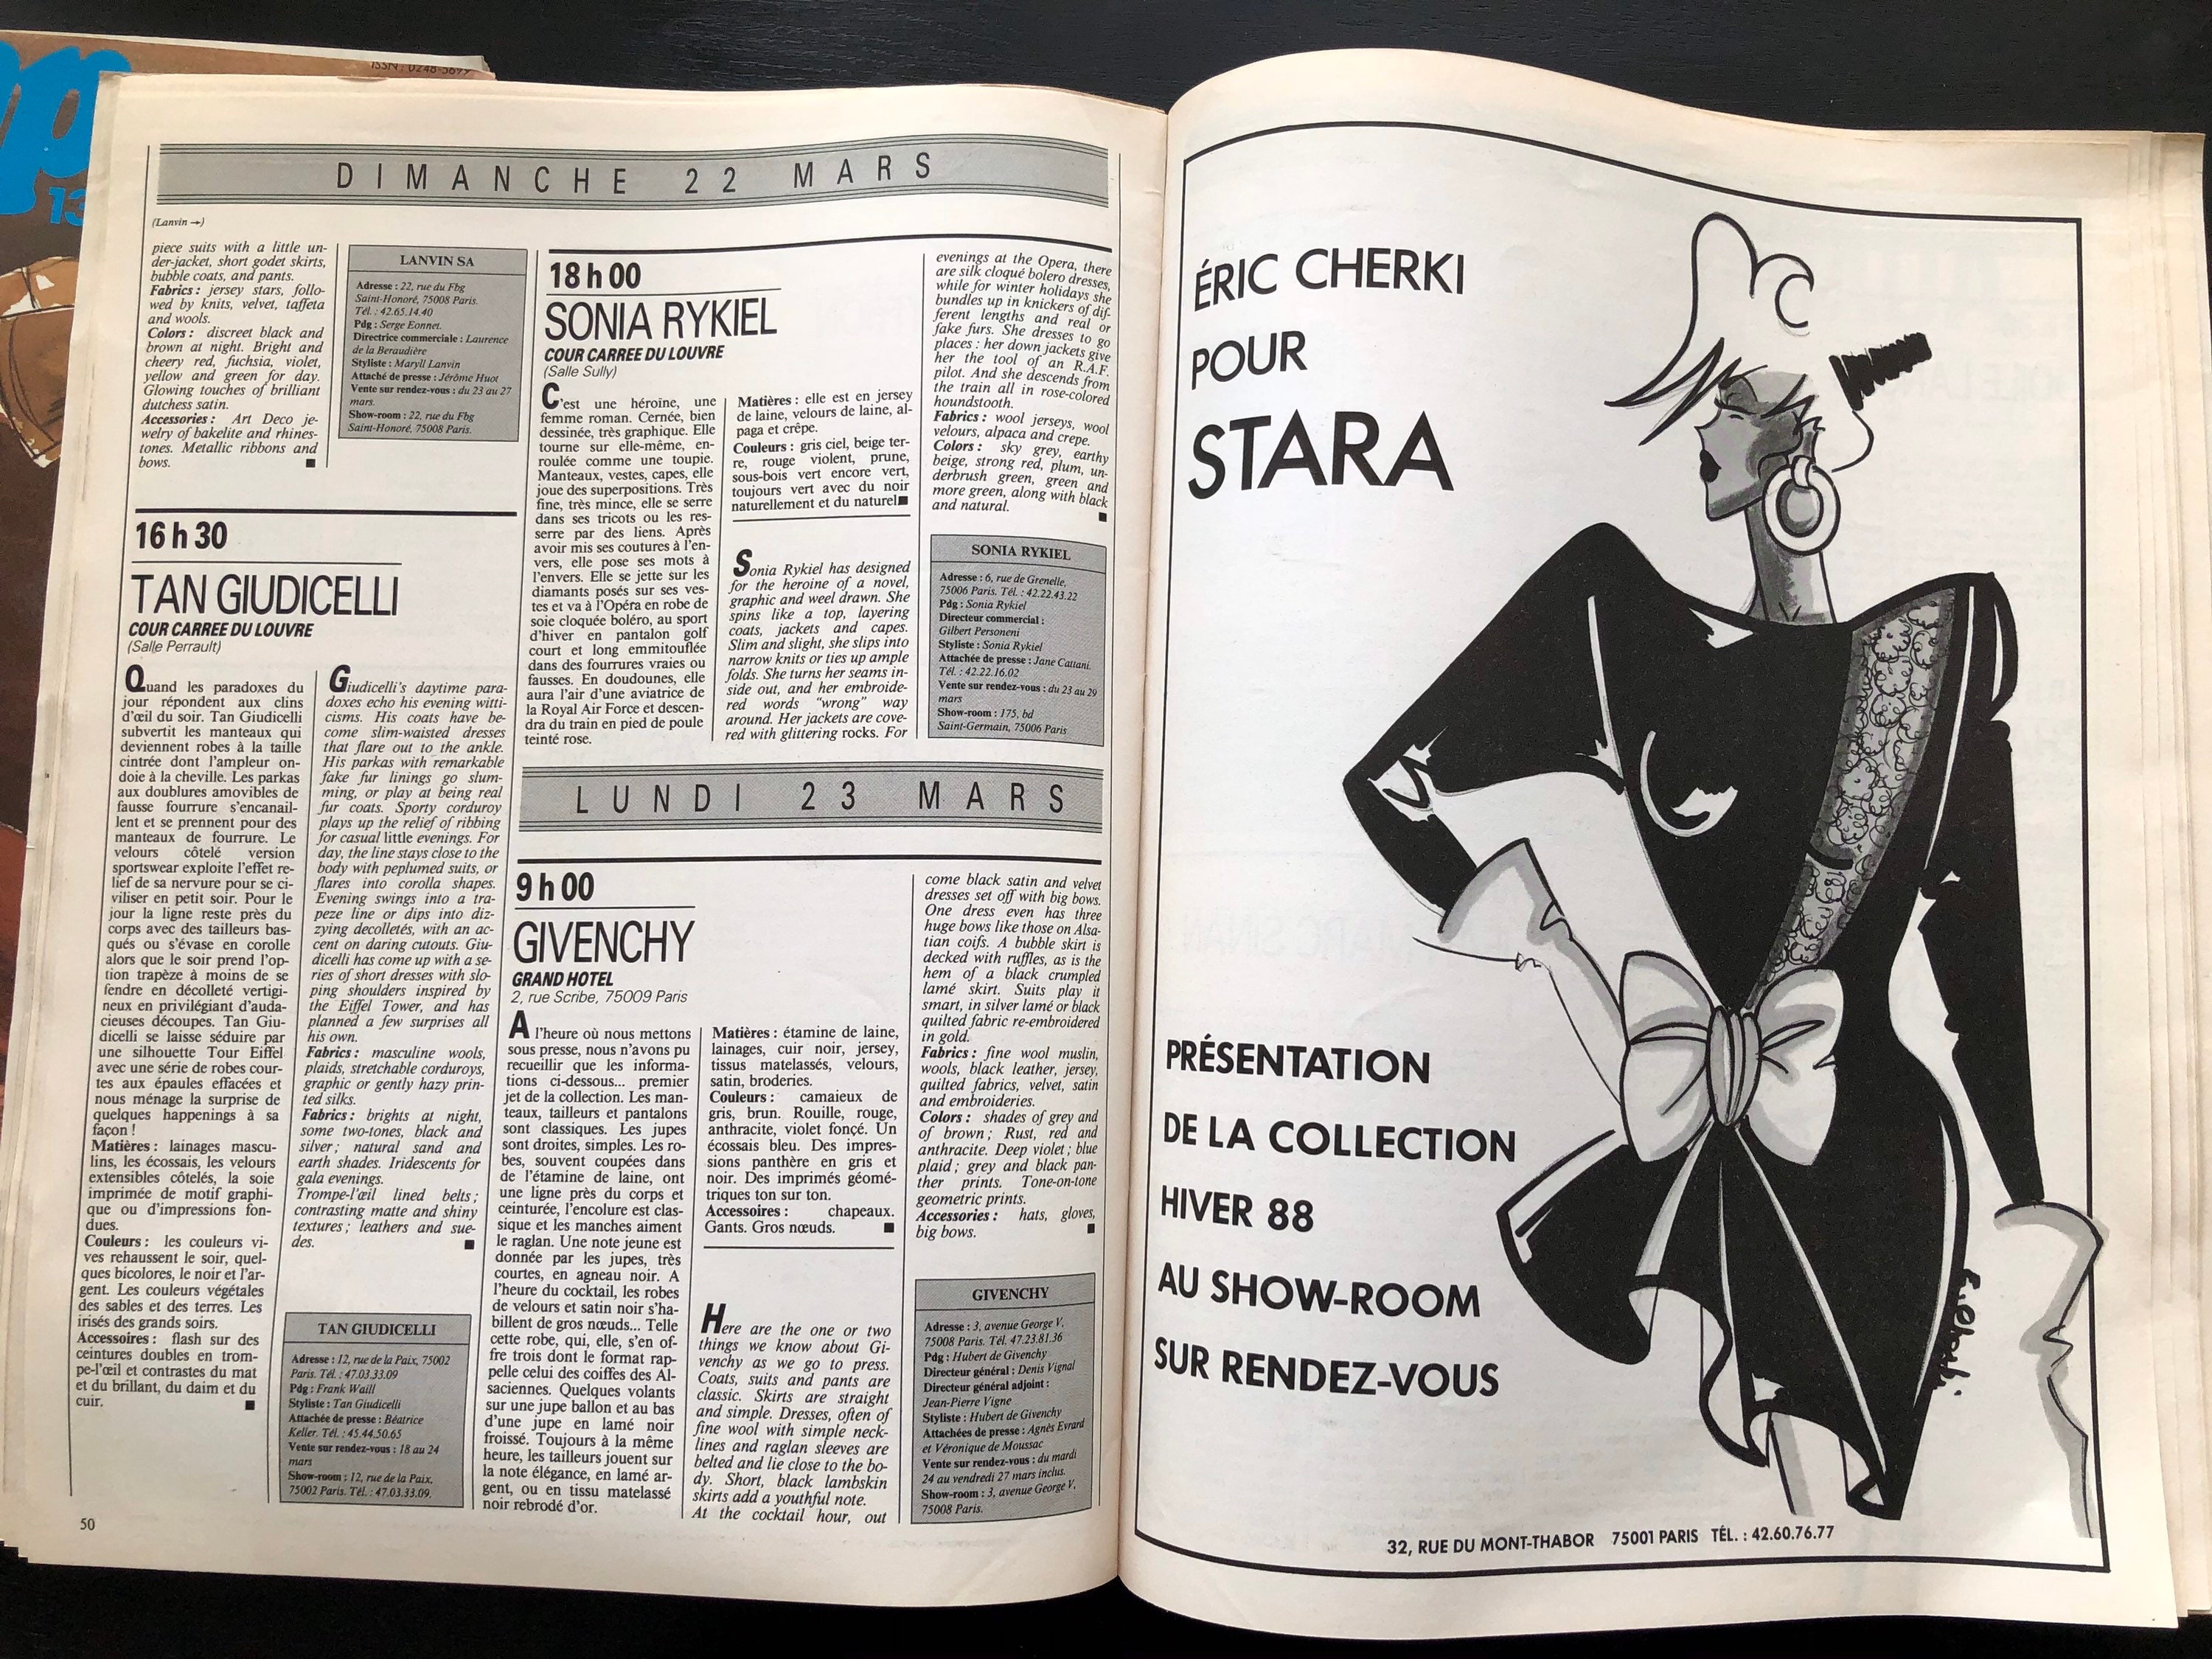 ISSN : 0248-3699
p
13
DIMANCHE 22 MARS
(Lanvin →)
piece suits with a little un-
der-jacket, short godet skirts,
bubble coats, and pants.
Fabrics : jersey stars, follo-
wed by knits, velvet, taffeta
and wools.
Colors : discreet black and
brown at night. Bright and
cheery red, fuchsia, violet,
yellow and green for day.
Glowing touches of brilliant
dutchess satin.
Accessories : Art Deco je-
welry of bakelite and rhines-
tones. Metallic ribbons and
bows. ■
LANVIN SA
Adresse : 22, rue du Fbg
Saint-Honoré, 75008 Paris.
Tél. : 42.65.14.40
Pdg : Serge Eonnet.
Directrice commerciale : Laurence
de la Beraudière
Styliste : Maryll Lanvin
Attaché de presse : Jérôme Huot
Vente sur rendez-vous : du 23 au 27
mars.
Show-room : 22, rue du Fbg
Saint-Honoré, 75008 Paris.
16 h 30
TAN GIUDICELLI
COUR CARREE DU LOUVRE
(Salle Perrault)
Quand les paradoxes du
jour répondent aux clins
d'œil du soir. Tan Giudicelli
subvertit les manteaux qui
deviennent robes à la taille
cintrée dont l'ampleur on-
doie à la cheville. Les parkas
aux doublures amovibles de
fausse fourrure s'encanail-
lent et se prennent pour des
manteaux de fourrure. Le
velours côtelé version
sportswear exploite l'effet re-
lief de sa nervure pour se ci-
viliser en petit soir. Pour le
jour la ligne reste près du
corps avec des tailleurs bas-
qués ou s'évase en corolle
alors que le soir prend l'op-
tion trapèze à moins de se
fendre en décolleté vertigi-
neux en privilégiant d'auda-
cieuses découpes. Tan Giu-
dicelli se laisse séduire par
une silhouette Tour Eiffel
avec une série de robes cour-
tes aux épaules effacées et
nous ménage la surprise de
quelques happenings à sa
façon !
Matières : lainages mascu-
lins, les écossais, les velours
extensibles côtelés, la soie
imprimée de motif graphi-
que ou d'impressions fon-
dues.
Couleurs : les couleurs vi-
ves rehaussent le soir, quel-
ques bicolores, le noir et l'ar-
gent. Les couleurs végétales
des sables et des terres. Les
irisés des grands soirs.
Accessoires : flash sur des
ceintures doubles en trom-
pe-l'œil et contrastes du mat
et du brillant, du daim et du
cuir. ■
Giudicelli's daytime para-
doxes echo his evening witti-
cisms. His coats have be-
come slim-waisted dresses
that flare out to the ankle.
His parkas with remarkable
fake fur linings go slum-
ming, or play at being real
fur coats. Sporty corduroy
plays up the relief of ribbing
for casual little evenings. For
day, the line stays close to the
body with peplumed suits, or
flares into corolla shapes.
Evening swings into a tra-
peze line or dips into diz-
zying decolletés, with an ac-
cent on daring cutouts. Giu-
dicelli has come up with a se-
ries of short dresses with slo-
ping shoulders inspired by
the Eiffel Tower, and has
planned a few surprises all
his own.
Fabrics : masculine wools,
plaids, stretchable corduroys,
graphic or gently hazy prin-
ted silks.
Fabrics : brights at night,
some two-tones, black and
silver ; natural sand and
earth shades. Iridescents for
gala evenings.
Trompe-l'œil lined belts ;
contrasting matte and shiny
textures ; leathers and sue-
des. ■
TAN GIUDICELLI
Adresse : 12, rue de la Paix, 75002
Paris. Tél. : 47.03.33.09
Pdg : Frank Waill
Styliste : Tan Giudicelli
Attachée de presse : Béatrice
Keller. Tél. : 45.44.50.65
Vente sur rendez-vous : 18 au 24
mars
Show-room : 12, rue de la Paix,
75002 Paris. Tél. : 47.03.33.09.
50
18 h 00
SONIA RYKIEL
COUR CARREE DU LOUVRE
(Salle Sully)
C'est une héroïne, une
femme roman. Cernée, bien
dessinée, très graphique. Elle
tourne sur elle-même, en-
roulée comme une toupie.
Manteaux, vestes, capes, elle
joue des superpositions. Très
fine, très mince, elle se serre
dans ses tricots ou les res-
serre par des liens. Après
avoir mis ses coutures à l'en-
vers, elle pose ses mots à
l'envers. Elle se jette sur les
diamants posés sur ses ves-
tes et va à l'Opéra en robe de
soie cloquée boléro, au sport
d'hiver en pantalon golf
court et long emmitouflée
dans des fourrures vraies ou
fausses. En doudounes, elle
aura l'air d'une aviatrice de
la Royal Air Force et descen-
dra du train en pied de poule
teinté rose.
Matières : elle est en jersey
de laine, velours de laine, al-
paga et crêpe.
Couleurs : gris ciel, beige ter-
re, rouge violent, prune,
sous-bois vert encore vert,
toujours vert avec du noir
naturellement et du naturel■
Sonia Rykiel has designed
for the heroine of a novel,
graphic and weel drawn. She
spins like a top, layering
coats, jackets and capes.
Slim and slight, she slips into
narrow knits or ties up ample
folds. She turns her seams in-
side out, and her embroide-
red words "wrong" way
around. Her jackets are cove-
red with glittering rocks. For
evenings at the Opera, there
are silk cloqué bolero dresses,
while for winter holidays she
bundles up in knickers of dif-
ferent lengths and real or
fake furs. She dresses to go
places : her down jackets give
her the tool of an R.A.F.
pilot. And she descends from
the train all in rose-colored
houndstooth.
Fabrics : wool jerseys, wool
velours, alpaca and crepe.
Colors : sky grey, earthy
beige, strong red, plum, un-
derbrush green, green and
more green, along with black
and natural. ■
SONIA RYKIEL
Adresse : 6, rue de Grenelle,
75006 Paris. Tél. : 42.22.43.22
Pdg : Sonia Rykiel
Directeur commercial :
Gilbert Personeni
Styliste : Sonia Rykiel
Attachée de presse : Jane Cattani.
Tél. : 42.22.16.02
Vente sur rendez-vous : du 23 au 29
mars
Show-room : 175, bd
Saint-Germain, 75006 Paris
LUNDI 23 MARS
9 h 00
GIVENCHY
GRAND HOTEL
2, rue Scribe, 75009 Paris
A l'heure où nous mettons
sous presse, nous n'avons pu
recueillir que les informa-
tions ci-dessous... premier
jet de la collection. Les man-
teaux, tailleurs et pantalons
sont classiques. Les jupes
sont droites, simples. Les ro-
bes, souvent coupées dans
de l'étamine de laine, ont
une ligne près du corps et
ceinturée, l'encolure est clas-
sique et les manches aiment
le raglan. Une note jeune est
donnée par les jupes, très
courtes, en agneau noir. A
l'heure du cocktail, les robes
de velours et satin noir s'ha-
billent de gros nœuds... Telle
cette robe, qui, elle, s'en of-
fre trois dont le format rap-
pelle celui des coiffes des Al-
saciennes. Quelques volants
sur une jupe ballon et au bas
d'une jupe en lamé noir
froissé. Toujours à la même
heure, les tailleurs jouent sur
la note élégance, en lamé ar-
gent, ou en tissu matelassé
noir rebrodé d'or.
Matières : étamine de laine,
lainages, cuir noir, jersey,
tissus matelassés, velours,
satin, broderies.
Couleurs : camaieux de
gris, brun. Rouille, rouge,
anthracite, violet fonçé. Un
écossais bleu. Des impres-
sions panthère en gris et
noir. Des imprimés géomé-
triques ton sur ton.
Accessoires : chapeaux.
Gants. Gros nœuds. ■
Here are the one or two
things we know about Gi-
venchy as we go to press.
Coats, suits and pants are
classic. Skirts are straight
and simple. Dresses, often of
fine wool with simple neck-
lines and raglan sleeves are
belted and lie close to the bo-
dy. Short, black lambskin
skirts add a youthful note.
At the cocktail hour, out
come black satin and velvet
dresses set off with big bows.
One dress even has three
huge bows like those on Alsa-
tian coifs. A bubble skirt is
decked with ruffles, as is the
hem of a black crumpled
lamé skirt. Suits play it
smart, in silver lamé or black
quilted fabric re-embroidered
in gold.
Fabrics : fine wool muslin,
wools, black leather, jersey,
quilted fabrics, velvet, satin
and embroideries.
Colors : shades of grey and
of brown ; Rust, red and
anthracite. Deep violet ; blue
plaid ; grey and black pan-
ther prints. Tone-on-tone
geometric prints.
Accessories : hats, gloves,
big bows. ■
GIVENCHY
Adresse : 3, avenue George V,
75008 Paris. Tél. 47.23.81.36
Pdg : Hubert de Givenchy
Directeur général : Denis Vignal
Directeur général adjoint :
Jean-Pierre Vigne
Styliste : Hubert de Givenchy
Attachées de presse : Agnès Evrard
et Véronique de Moussac
Vente sur rendez-vous : du mardi
24 au vendredi 27 mars inclus.
Show-room : 3, avenue George V,
75008 Paris.
ÉRIC CHERKI
POUR
STARA
PRÉSENTATION
DE LA COLLECTION
HIVER 88
AU SHOW-ROOM
SUR RENDEZ-VOUS
E. Cherki.
32, RUE DU MONT-THABOR 75001 PARIS TÉL. : 42.60.76.77